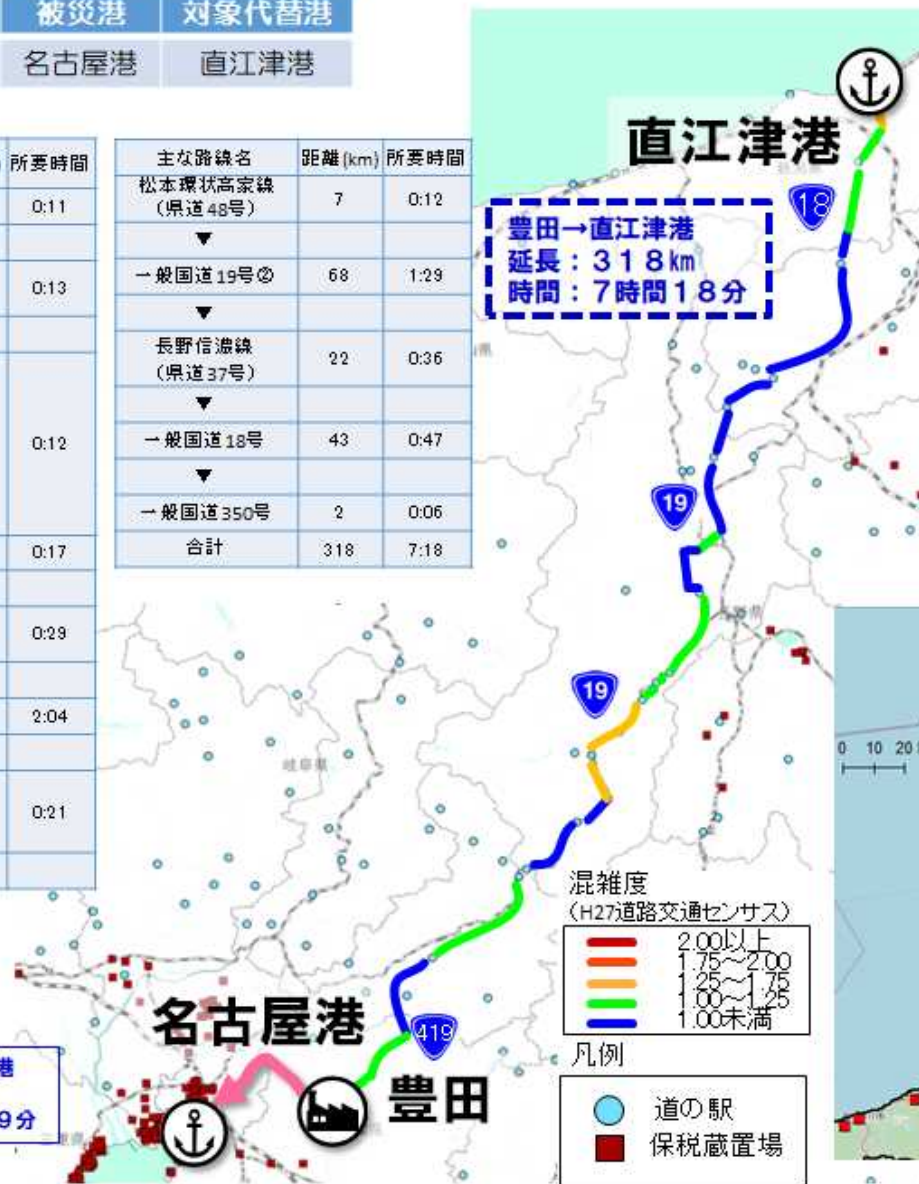 被災港 対象代替港
名古屋港 直江津港
所要時間
0:11
0:13
0:12
0:17
0:29
2:04
0:21
主な路線名 距離(km) 所要時間
松本環状高家線
(県道48号) 7 0:12
▼
一般国道19号② 68 1:29
▼
長野信濃線
(県道37号) 22 0:36
▼
一般国道18号 43 0:47
▼
一般国道350号 2 0:06
合計 318 7:18
直江津港
18
豊田→直江津港
延長：318km
時間：7時間18分
19
19
岐阜県
419
名古屋港
豊田
港
9分
混雑度
(H27道路交通センサス)
2.00以上
1.75～2.00
1.25～1.75
1.00～1.25
1.00未満
凡例
道の駅
保税蔵置場
0 10 20